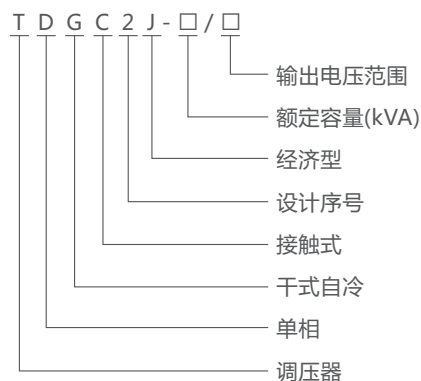 TDGC2J-□/□
输出电压范围
额定容量(kVA)
经济型
设计序号
接触式
干式自冷
单相
调压器